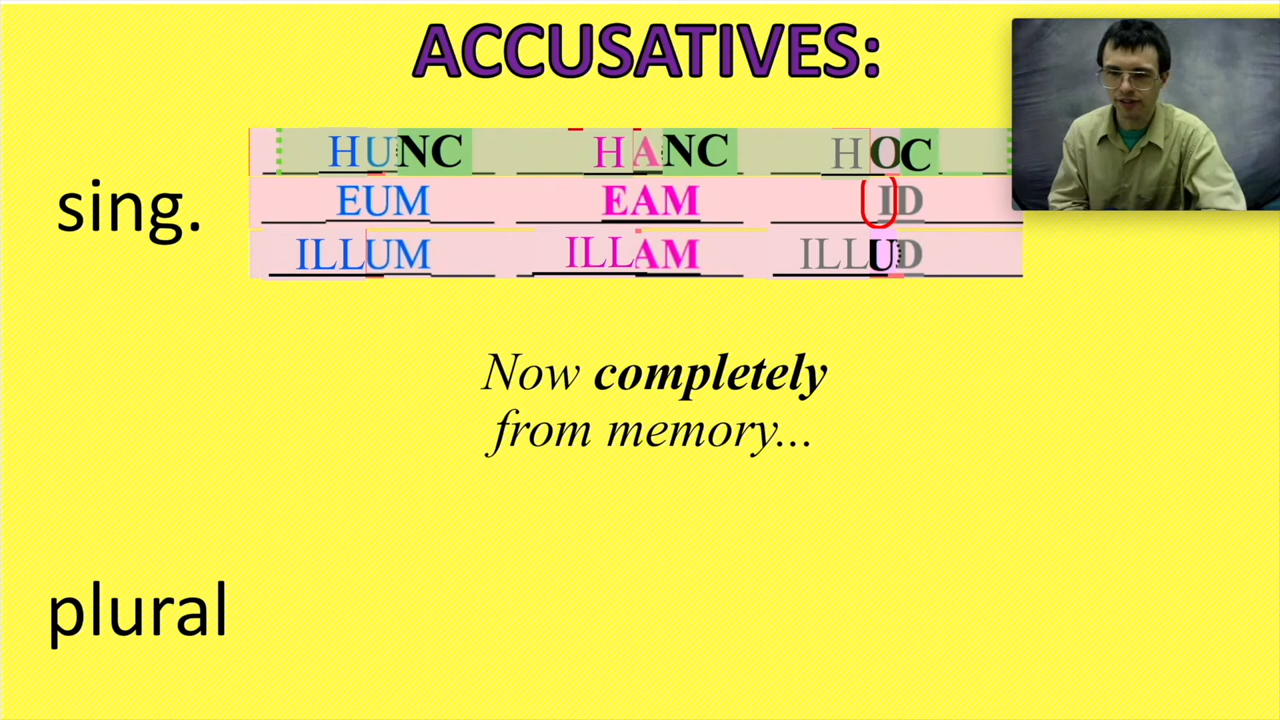 ACCUSATIVES:
sing.
HUNC HANC HOC
EUM EAM ID
ILLUM ILLAM ILLUD
Now completely
from memory...
plural